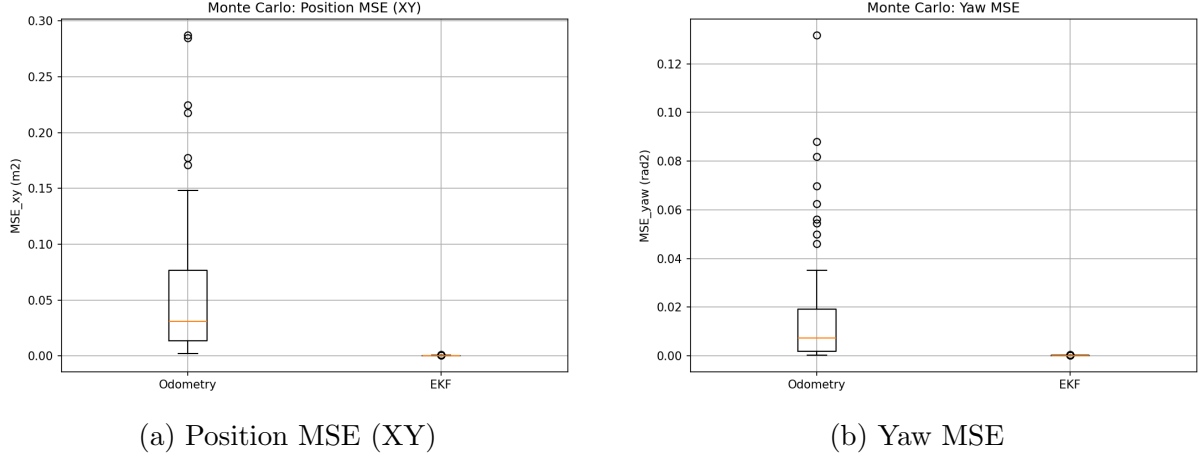 Monte Carlo: Position MSE (XY)
0.30
0.25
0.20
0.15
0.10
0.05
0.00
MSE_xy (m2)
Odometry EKF
(a) Position MSE (XY)
Monte Carlo: Yaw MSE
0.12
0.10
0.08
0.06
0.04
0.02
0.00
MSE_yaw (rad2)
Odometry EKF
(b) Yaw MSE